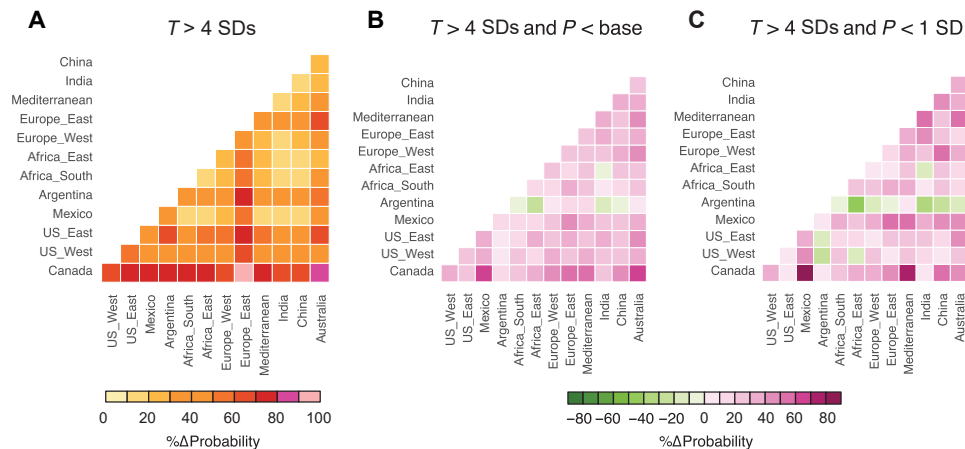 A
T > 4 SDs
China
India
Mediterranean
Europe_East
Europe_West
Africa_East
Africa_South
Argentina
Mexico
US_East
US_West
Canada
US_West
US_East
Mexico
Argentina
Africa_South
Africa_East
Europe_West
Europe_East
Mediterranean
India
China
Australia
0 20 40 60 80 100
%ΔProbability
B
T > 4 SDs and P < base
China
India
Mediterranean
Europe_East
Europe_West
Africa_East
Africa_South
Argentina
Mexico
US_East
US_West
Canada
US_West
US_East
Mexico
Argentina
Africa_South
Africa_East
Europe_West
Europe_East
Mediterranean
India
China
Australia
C
T > 4 SDs and P < 1 SD
China
India
Mediterranean
Europe_East
Europe_West
Africa_East
Africa_South
Argentina
Mexico
US_East
US_West
Canada
US_West
US_East
Mexico
Argentina
Africa_South
Africa_East
Europe_West
Europe_East
Mediterranean
India
China
Australia
−80 −60 −40 −20 0 20 40 60 80
%ΔProbability